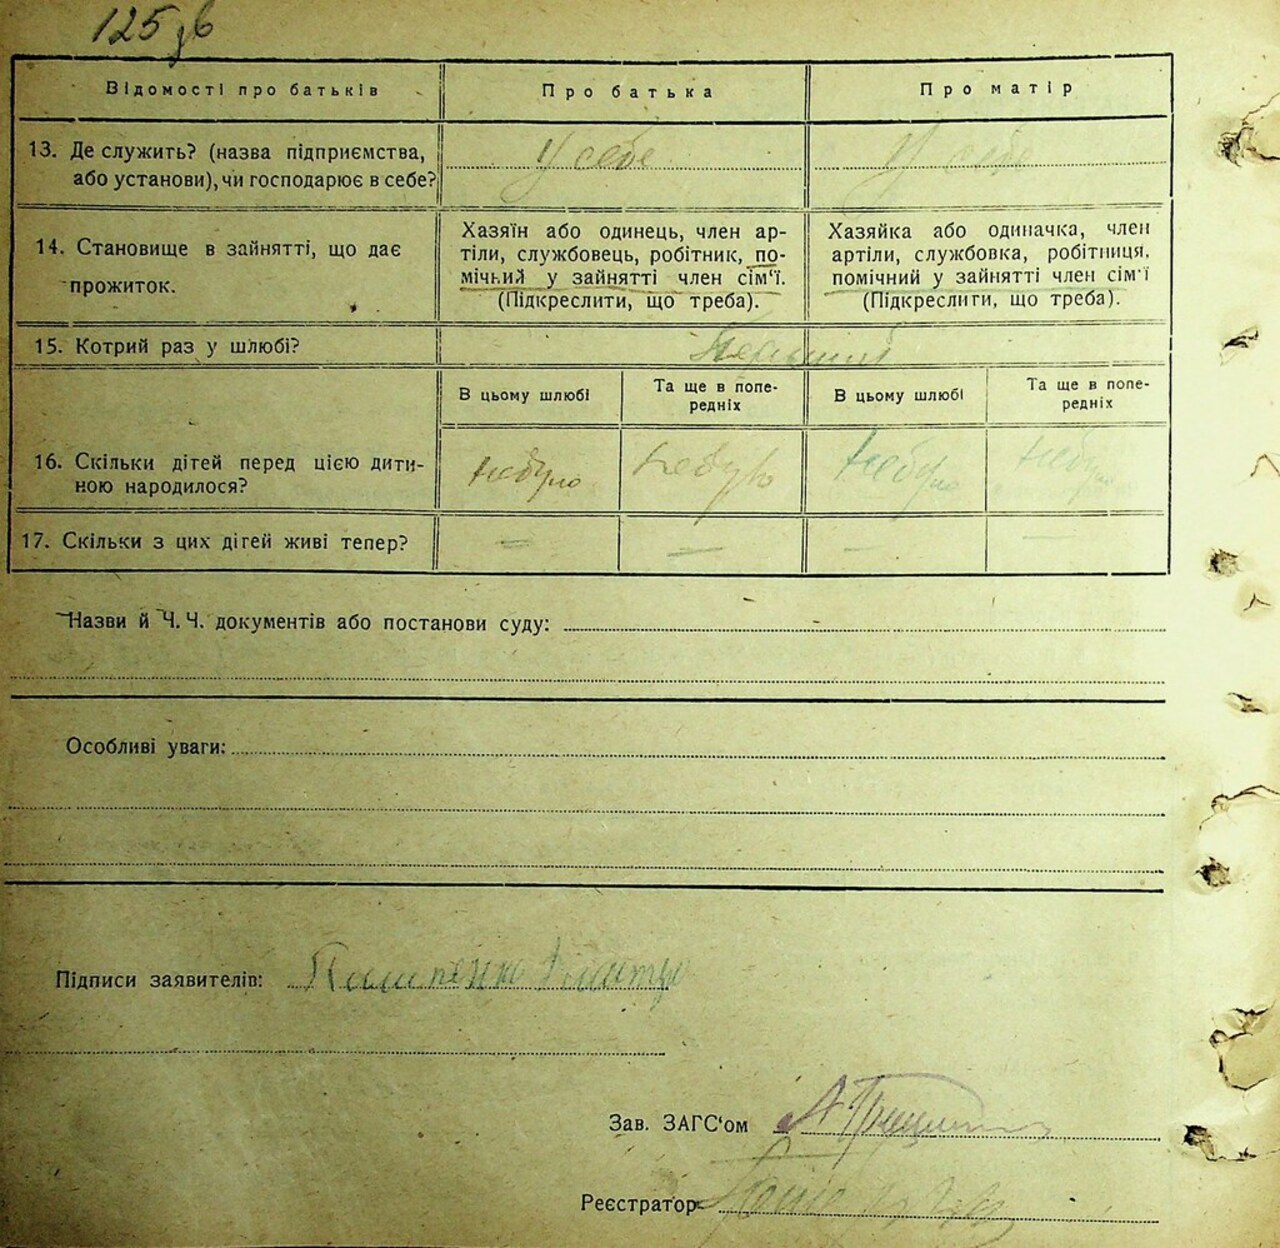 125 зв
Відомості про батьків
Про батька
Про матір
13. Де служить? (назва підприємства, або установи), чи господарює в себе?
У себе
У себе
14. Становище в зайнятті, що дає прожиток.
Хазяїн або одинець, член ар-
тіли, службовець, робітник, по-
мічний у зайнятті член сім'ї.
(Підкреслити, що треба).
Хазяйка або одиначка, член
артіли, службовка, робітниця,
помічний у зайнятті член сім'ї
(Підкреслити, що треба).
15. Котрий раз у шлюбі?
Перший
В цьому шлюбі
Та ще в попе-
редніх
В цьому шлюбі
Та ще в попе-
редніх
16. Скільки дітей перед цією дити-
ною народилося?
небуло
небуло
небуло
небуло
17. Скільки з цих дітей живі тепер?
—
—
—
—
Назви й Ч. Ч. документів або постанови суду:
Особливі уваги:
Підписи заявителів:
Зав. ЗАГС'ом
Реєстратор